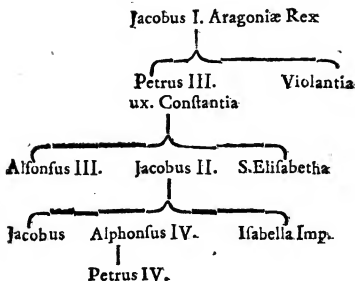 Jacobus I. Aragoniæ Rex
Petrus III. Violantia
ux. Conſtantia
Alfonſus III. Jacobus II. S. Eliſabetha
Jacobus Alphonſus IV. Iſabella Imp.
Petrus IV.